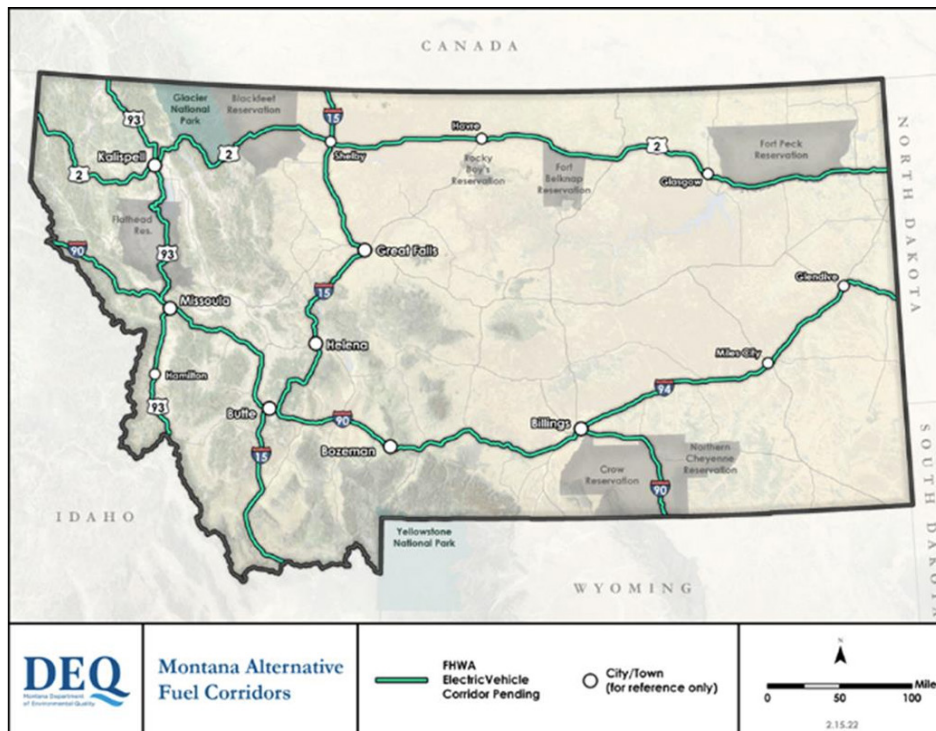 CANADA
93
Glacier
National
Park
Blackfeet
Reservation
15
Havre
Kalispell
2
2
Shelby
Rocky
Boy's
Reservation
Fort
Belknap
Reservation
2
Fort Peck
Reservation
Glasgow
NORTH DAKOTA
Flathead
Res.
90
93
Great Falls
15
Glendive
Missoula
Helena
Miles City
Hamilton
93
Butte
90
94
Billings
15
Bozeman
Crow
Reservation
Northern
Cheyenne
Reservation
90
SOUTH DAKOTA
IDAHO
Yellowstone
National Park
WYOMING
DEQ
Montana Department
of Environmental Quality
Montana Alternative
Fuel Corridors
FHWA
ElectricVehicle
Corridor Pending
City/Town
(for reference only)
N
Mile
0 50 100
2.15.22